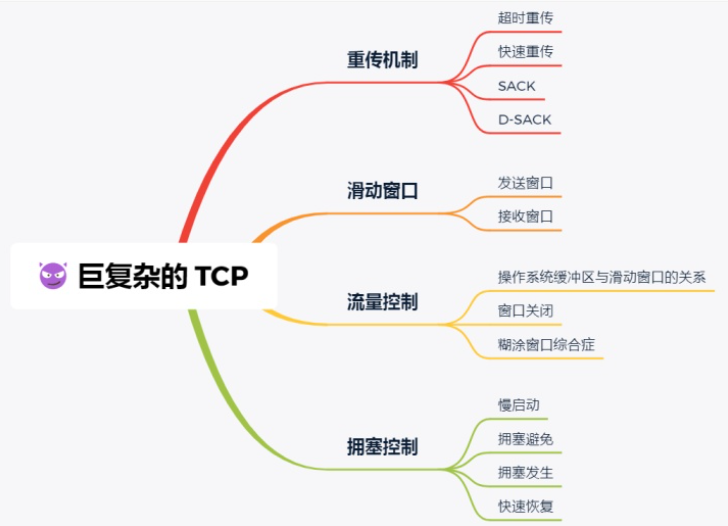 巨复杂的 TCP
重传机制
超时重传
快速重传
SACK
D-SACK
滑动窗口
发送窗口
接收窗口
流量控制
操作系统缓冲区与滑动窗口的关系
窗口关闭
糊涂窗口综合症
拥塞控制
慢启动
拥塞避免
拥塞发生
快速恢复